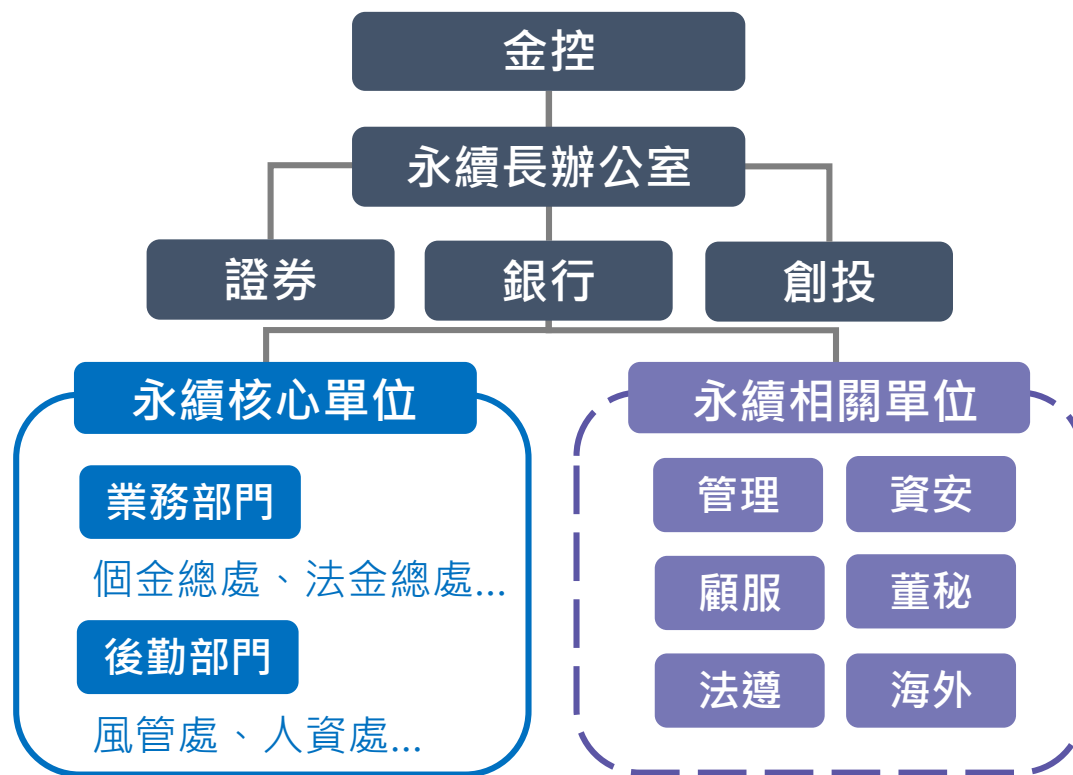 金控
永續長辦公室
證券
銀行
創投
永續核心單位
業務部門
個金總處、法金總處...
後勤部門
風管處、人資處...
永續相關單位
管理
資安
顧服
董秘
法遵
海外